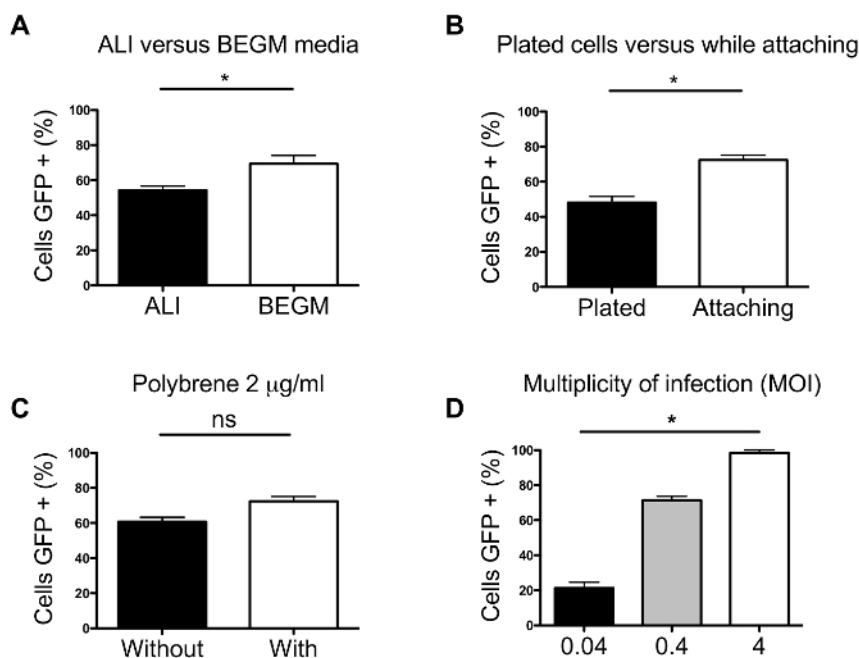 A
ALI versus BEGM media
*
Cells GFP + (%)
100
80
60
40
20
0
ALI BEGM
B
Plated cells versus while attaching
*
Cells GFP + (%)
100
80
60
40
20
0
Plated Attaching
C
Polybrene 2 μg/ml
ns
Cells GFP + (%)
100
80
60
40
20
0
Without With
D
Multiplicity of infection (MOI)
*
Cells GFP + (%)
100
80
60
40
20
0
0.04 0.4 4